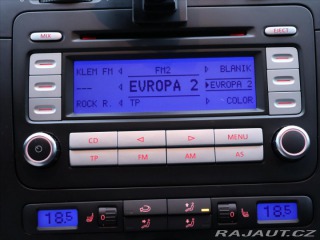 MIX
EJECT
KLEM FM FM2 BLANIK
--- EVROPA 2 EVROPA 2
ROCK R. TP COLOR
CD MENU
TP FM AM AS
18.5 18.5
RAJAUT.CZ